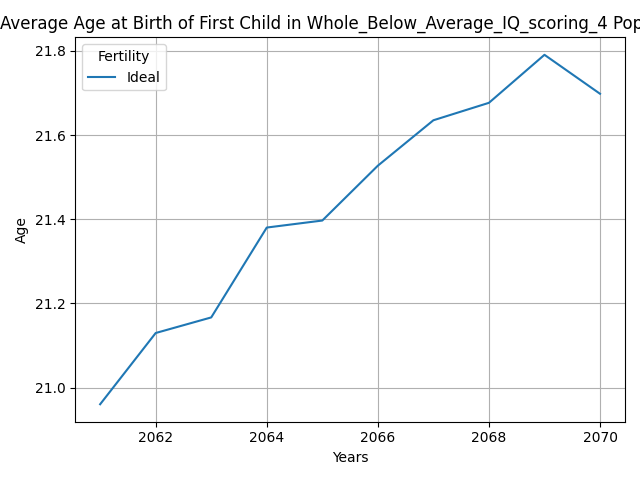 Average Age at Birth of First Child in Whole_Below_Average_IQ_scoring_4 Pop
Fertility
Ideal
21.8
21.6
21.4
21.2
21.0
Age
2062 2064 2066 2068 2070
Years